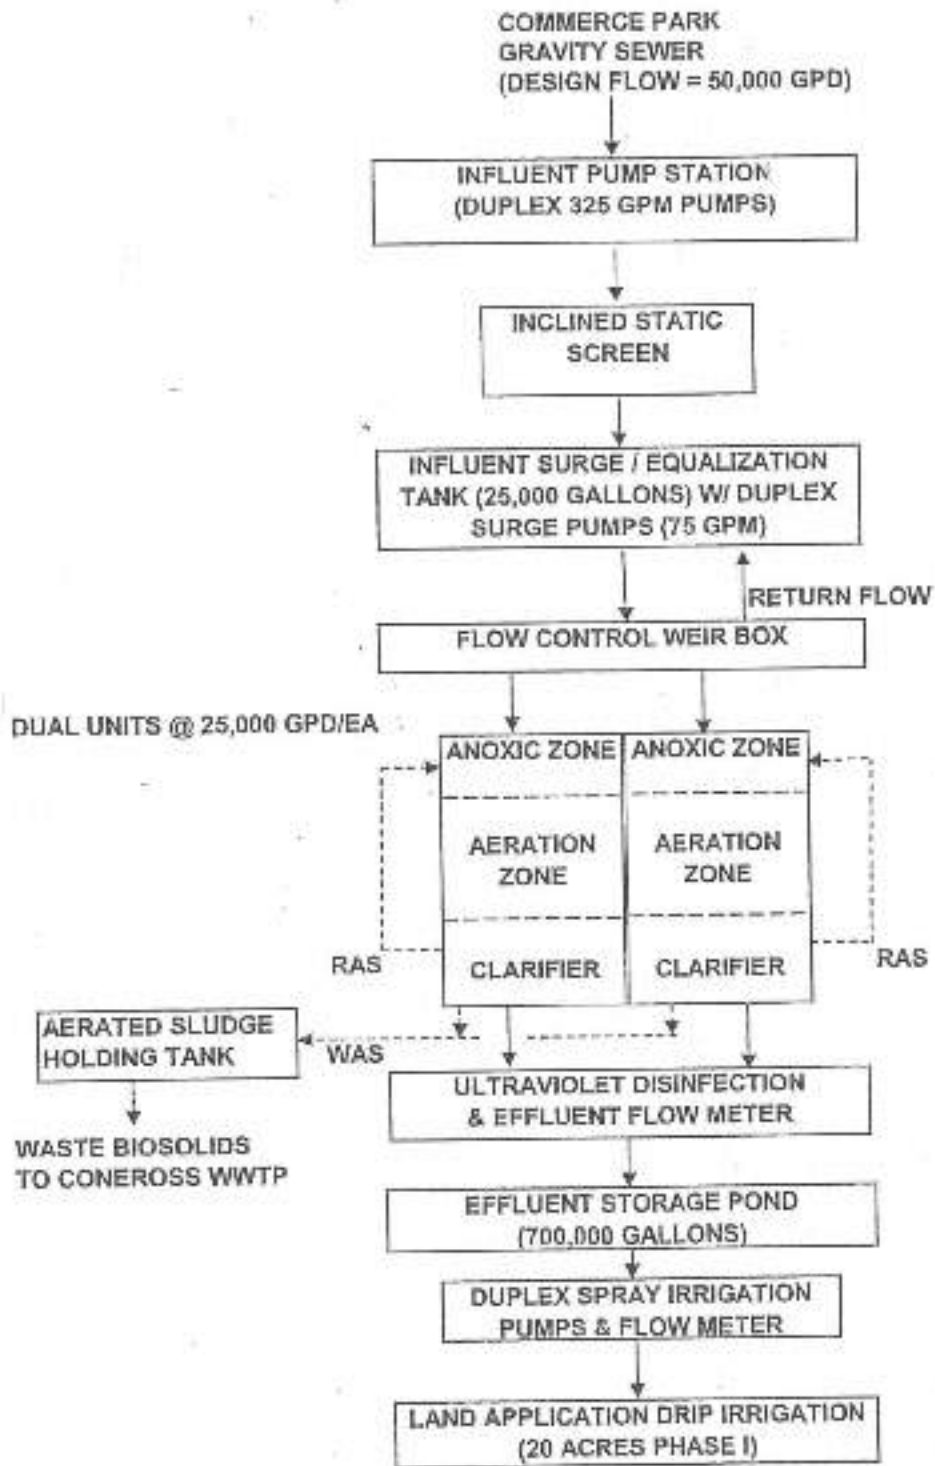 COMMERCE PARK
GRAVITY SEWER
(DESIGN FLOW = 50,000 GPD)
INFLUENT PUMP STATION
(DUPLEX 325 GPM PUMPS)
INCLINED STATIC
SCREEN
INFLUENT SURGE / EQUALIZATION
TANK (25,000 GALLONS) W/ DUPLEX
SURGE PUMPS (75 GPM)
RETURN FLOW
FLOW CONTROL WEIR BOX
DUAL UNITS @ 25,000 GPD/EA
ANOXIC ZONE
ANOXIC ZONE
AERATION
ZONE
AERATION
ZONE
RAS
CLARIFIER
CLARIFIER
RAS
AERATED SLUDGE
HOLDING TANK
WAS
ULTRAVIOLET DISINFECTION
& EFFLUENT FLOW METER
WASTE BIOSOLIDS
TO CONEROSS WWTP
EFFLUENT STORAGE POND
(700,000 GALLONS)
DUPLEX SPRAY IRRIGATION
PUMPS & FLOW METER
LAND APPLICATION DRIP IRRIGATION
(20 ACRES PHASE I)